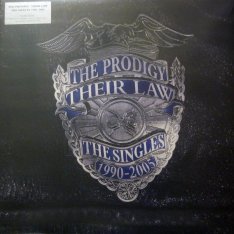 THE PRODIGY
THEIR LAW
THE SINGLES
1990-2005